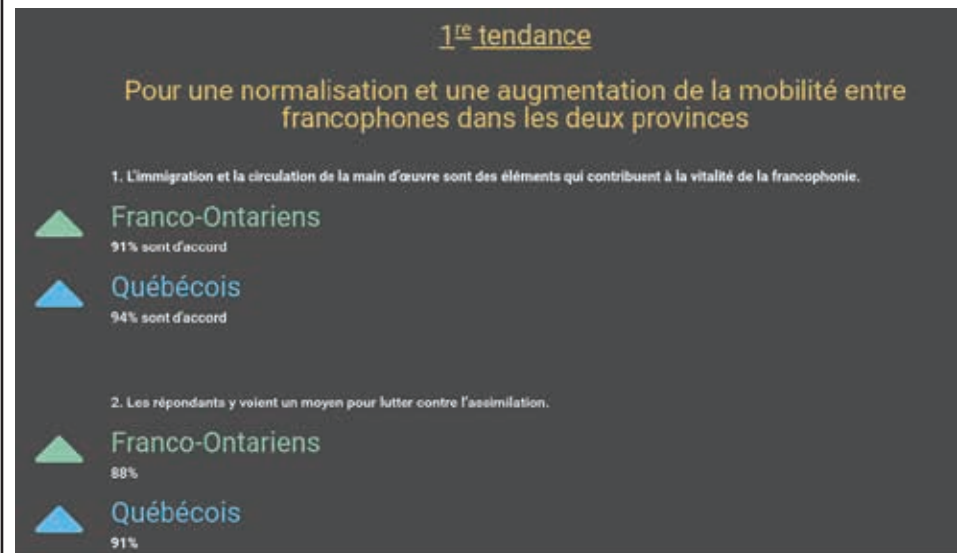 1re tendance
Pour une normalisation et une augmentation de la mobilité entre
francophones dans les deux provinces
1. L'immigration et la circulation de la main d'œuvre sont des éléments qui contribuent à la vitalité de la francophonie.
Franco-Ontariens
91% sont d'accord
Québécois
94% sont d'accord
2. Les répondants y voient un moyen pour lutter contre l'assimilation.
Franco-Ontariens
88%
Québécois
91%